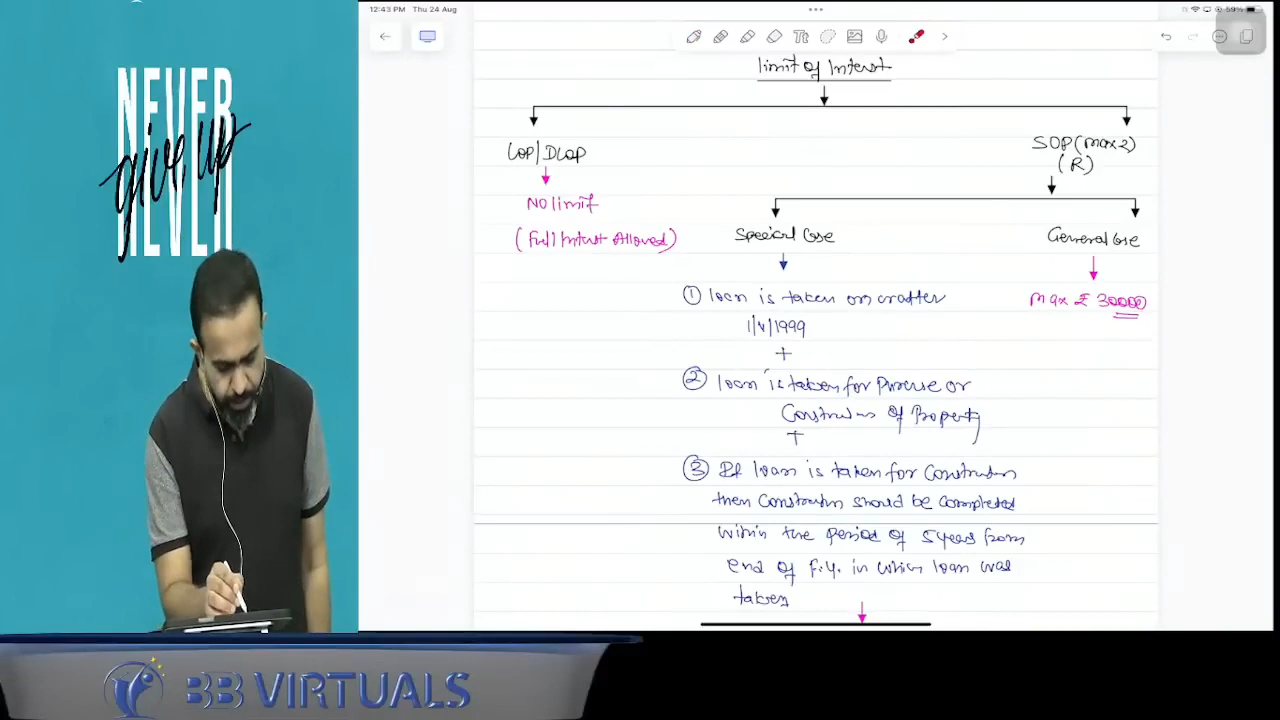 12:43 PM Thu 24 Aug
59%
NEVER
give up
NEVER
Tt
limit of Interest
LOP/DLOP
SOP (max 2)
(R)
NO limit
(Full Interest Allowed)
Special Case
General Case
① loan is taken on or after
1/4/1999
Max ₹ 30000
+
② loan is taken for Purchase or
Construction of Property
+
③ If loan is taken for Construction
then Construction should be completed
within the period of 5 years from
end of F.Y. in which loan was
taken
BB VIRTUALS